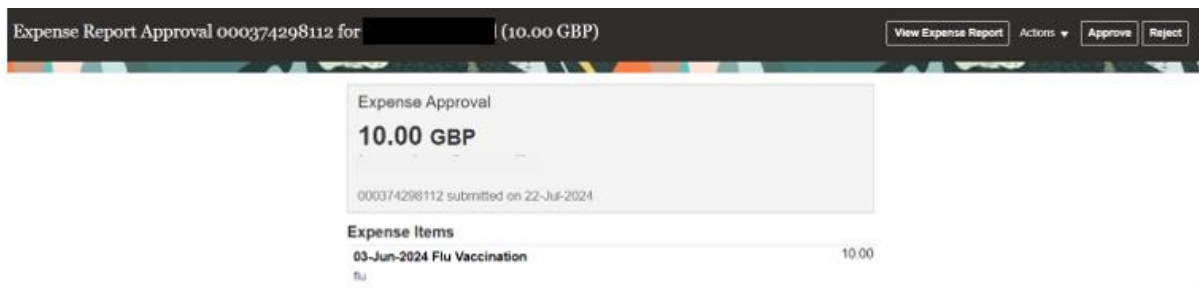 Expense Report Approval 000374298112 for (10.00 GBP)
View Expense Report Actions Approve Reject
Expense Approval
10.00 GBP
000374298112 submitted on 22-Jul-2024
Expense Items
03-Jun-2024 Flu Vaccination 10.00
flu